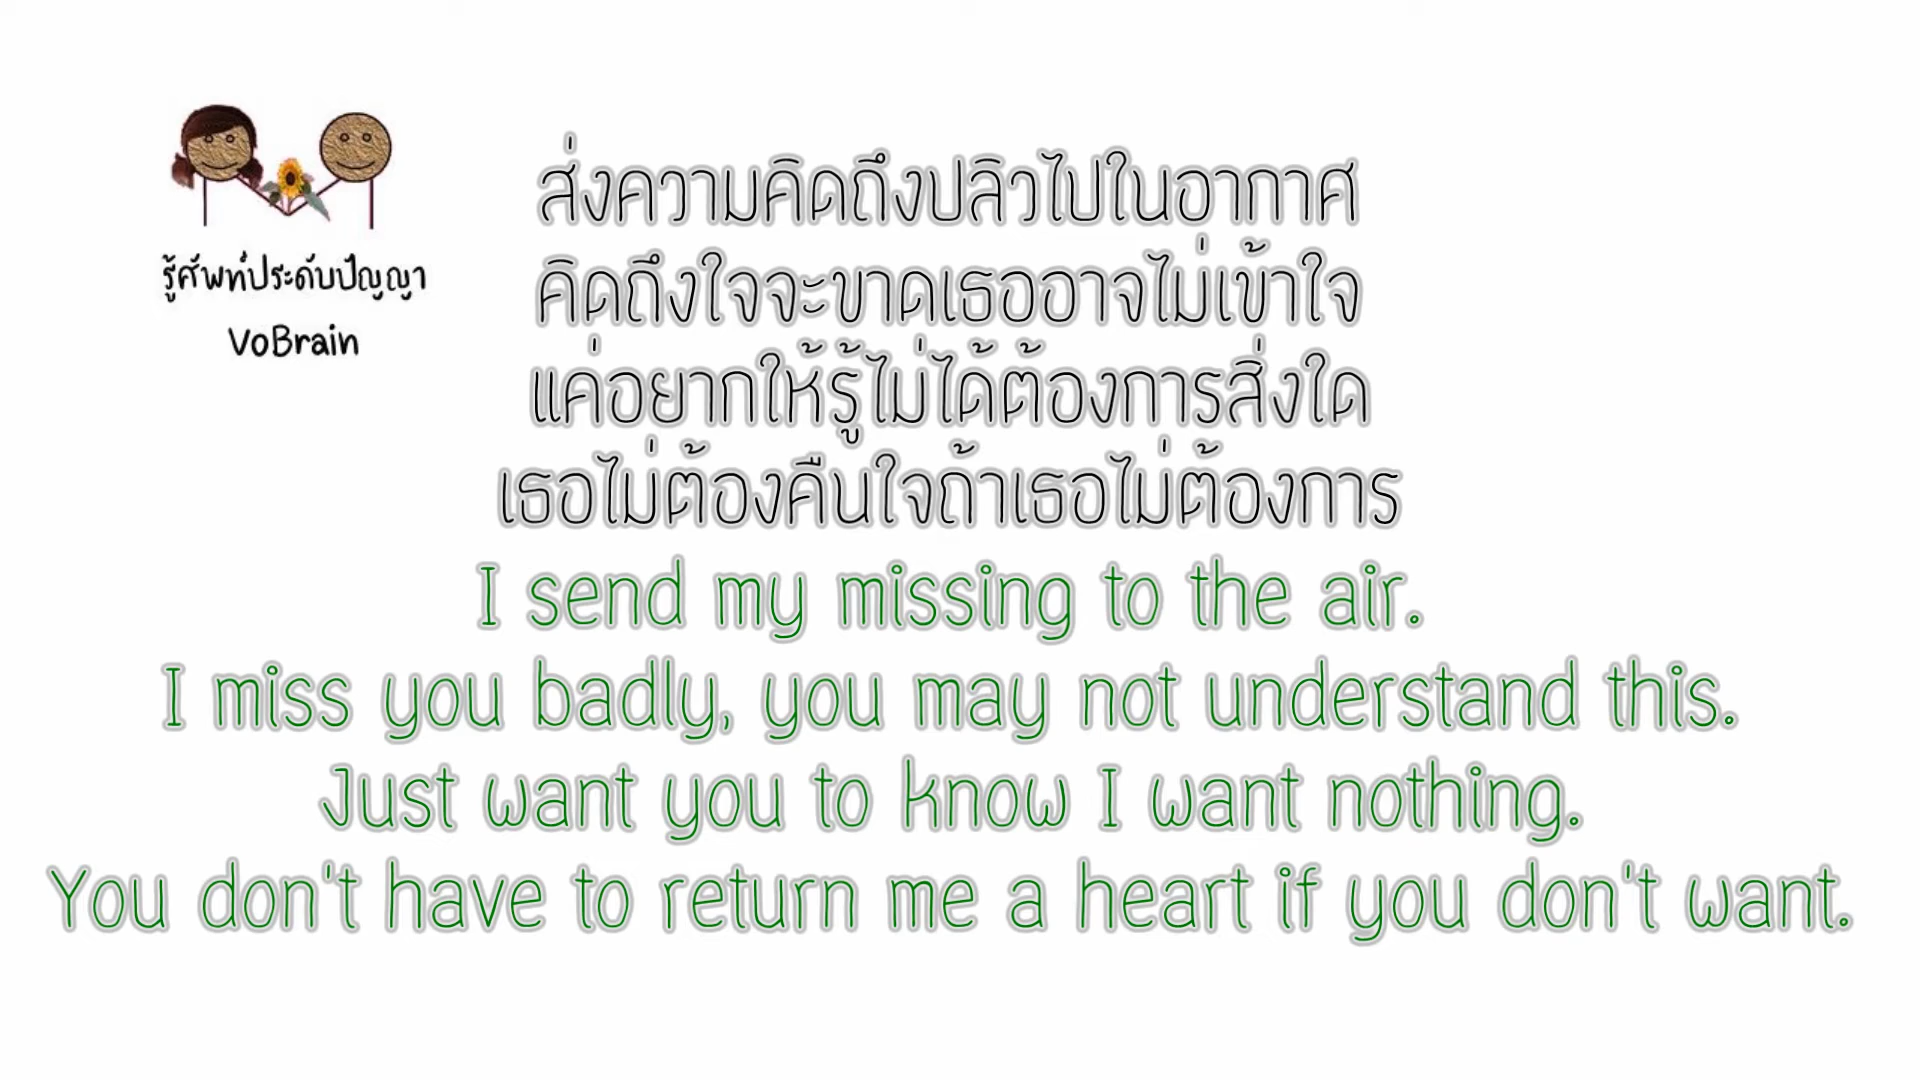 รู้ศัพท์ประดับปัญญา
VoBrain
ส่งความคิดถึงปลิวไปในอากาศ
คิดถึงใจจะขาดเธออาจไม่เข้าใจ
แค่อยากให้รู้ไม่ได้ต้องการสิ่งใด
เธอไม่ต้องคืนใจถ้าเธอไม่ต้องการ
I send my missing to the air.
I miss you badly, you may not understand this.
Just want you to know I want nothing.
You don't have to return me a heart if you don't want.